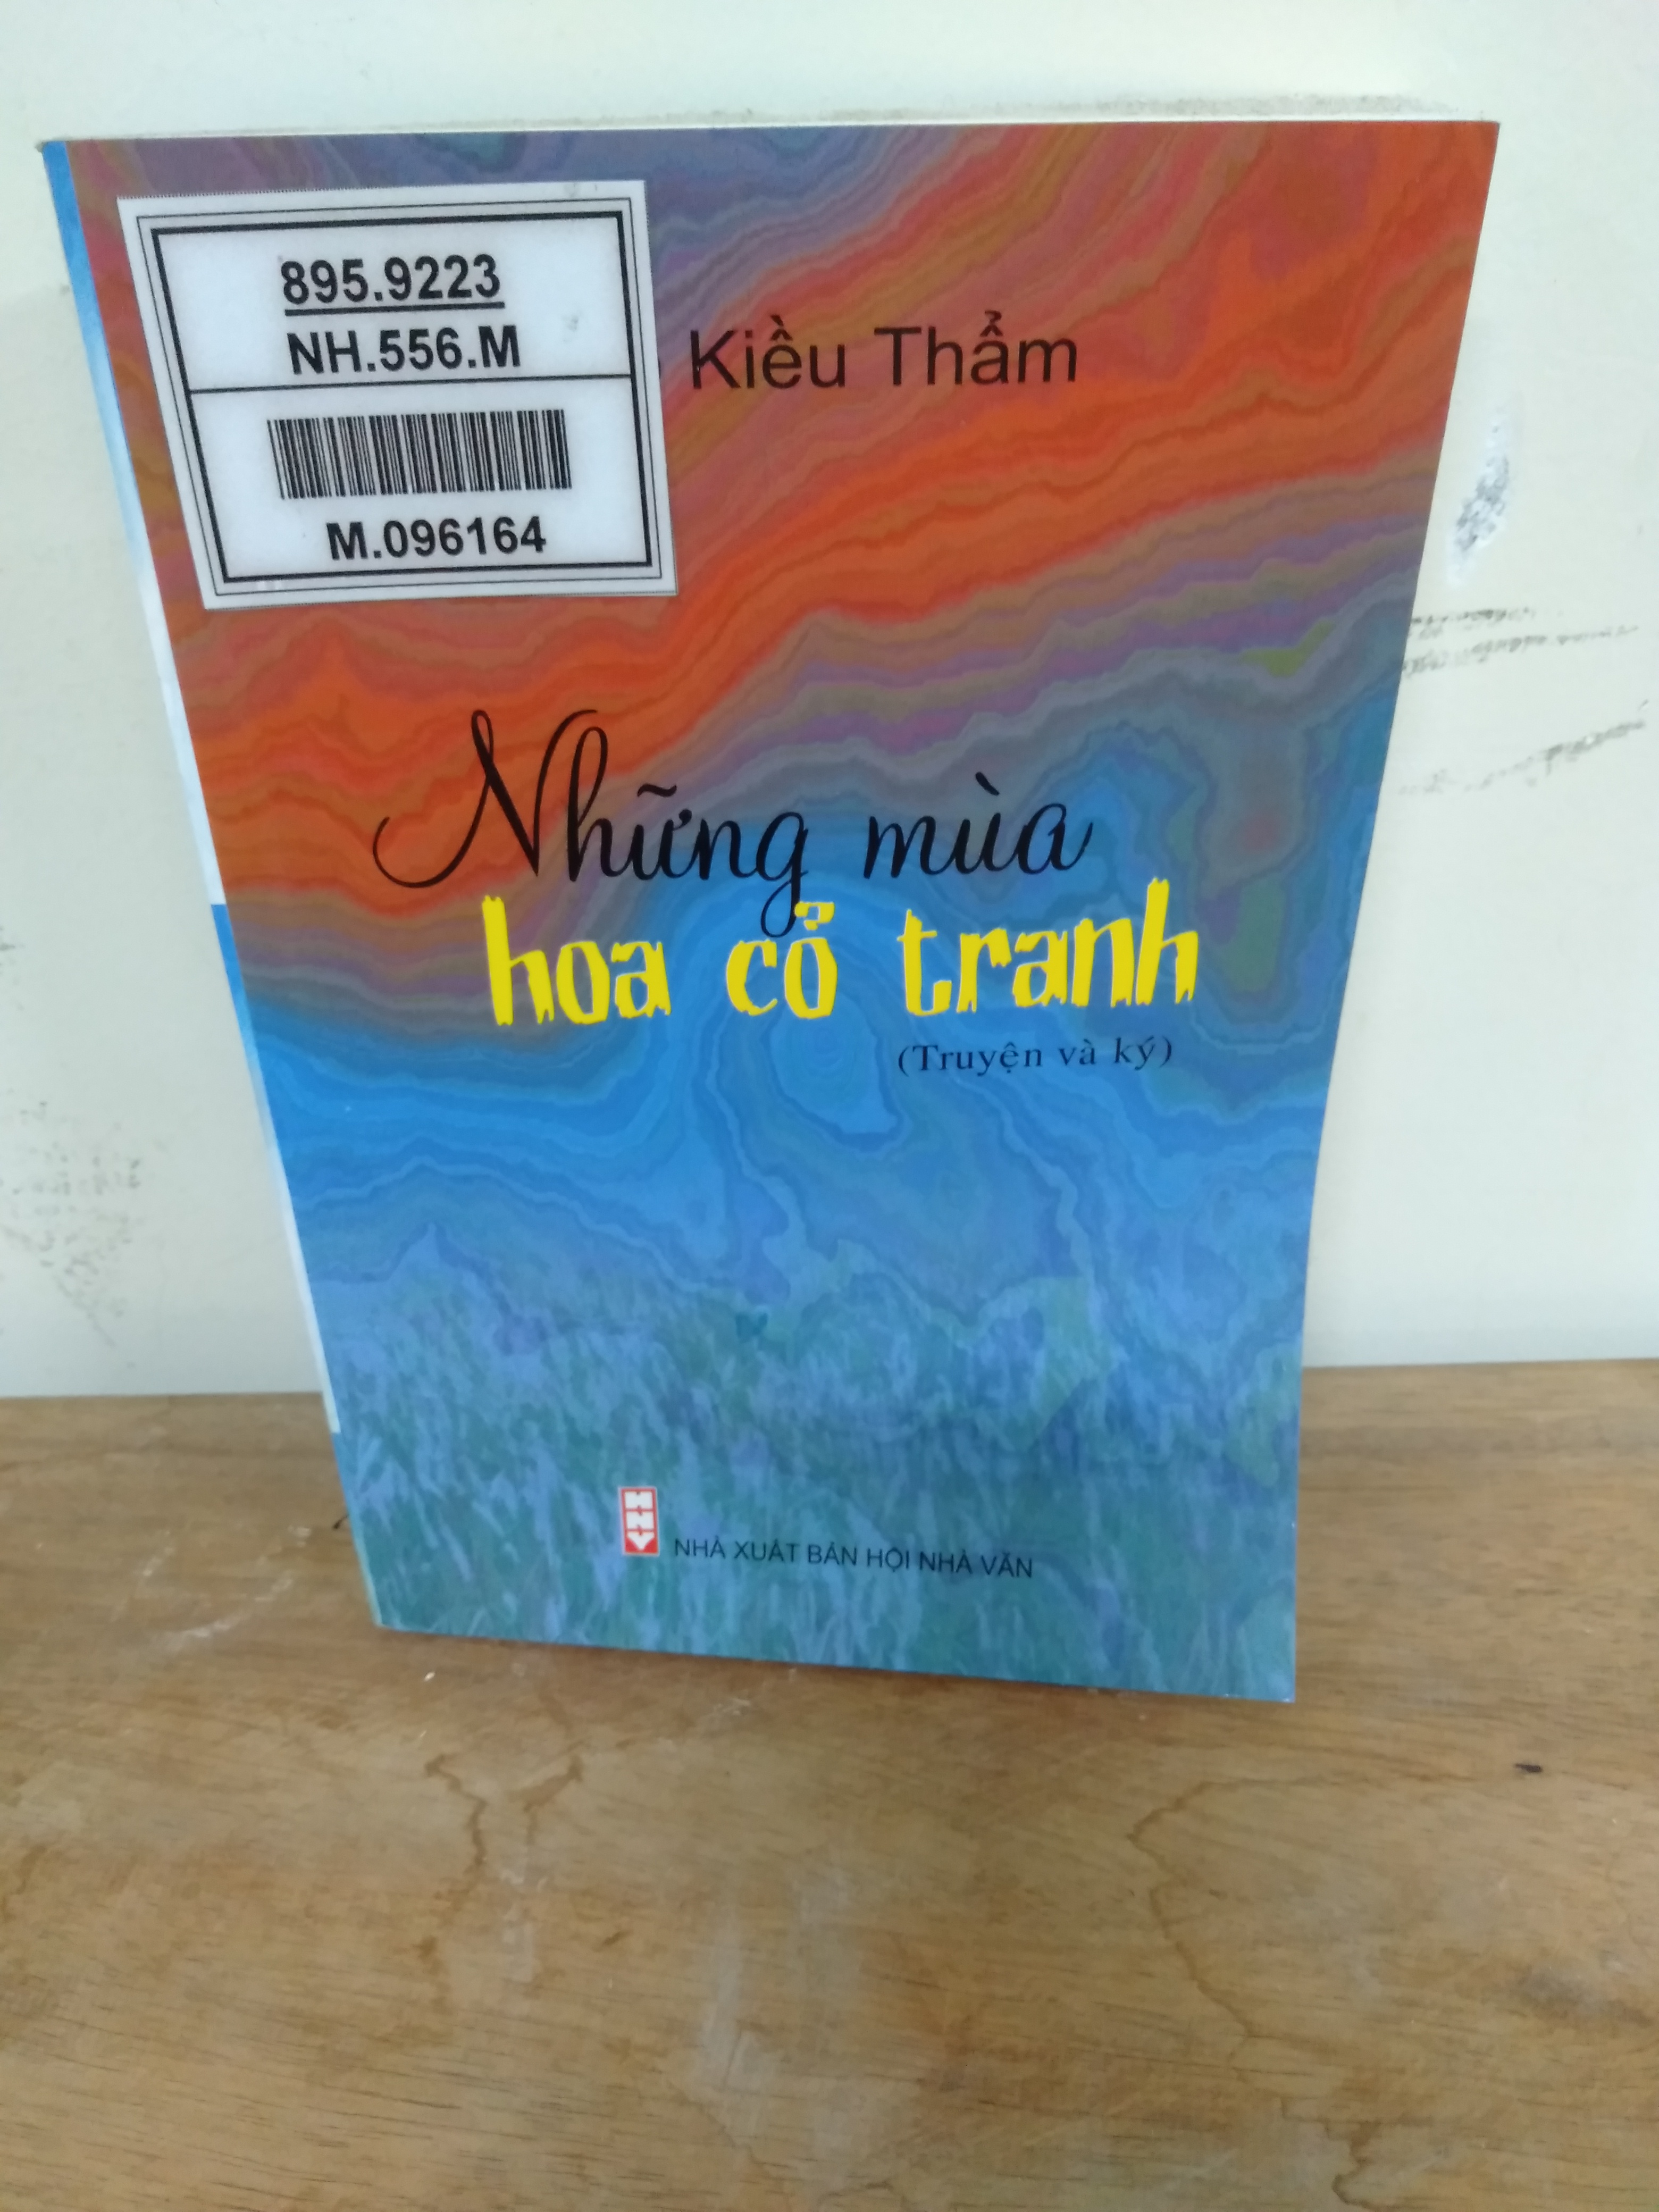 895.9223
NH.556.M
M.096164
Kiều Thẩm
Những mùa
hoa cỏ tranh
(Truyện và ký)
HNV
NHÀ XUẤT BẢN HỘI NHÀ VĂN